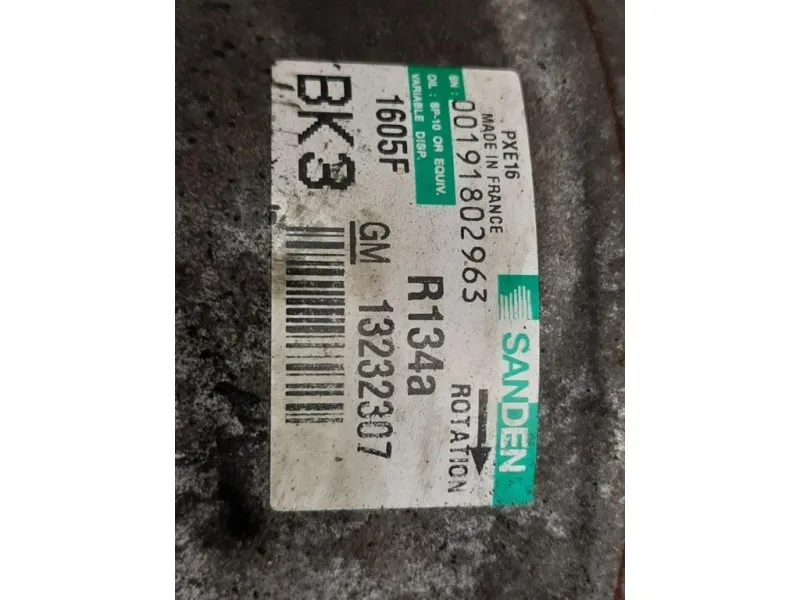 SANDEN
PXE16
MADE IN FRANCE
ROTATION
SN: 00191802963
OIL : SP-10 OR EQUIV.
VARIABLE DISP.
R134a
1605F
GM 13232307
BK3